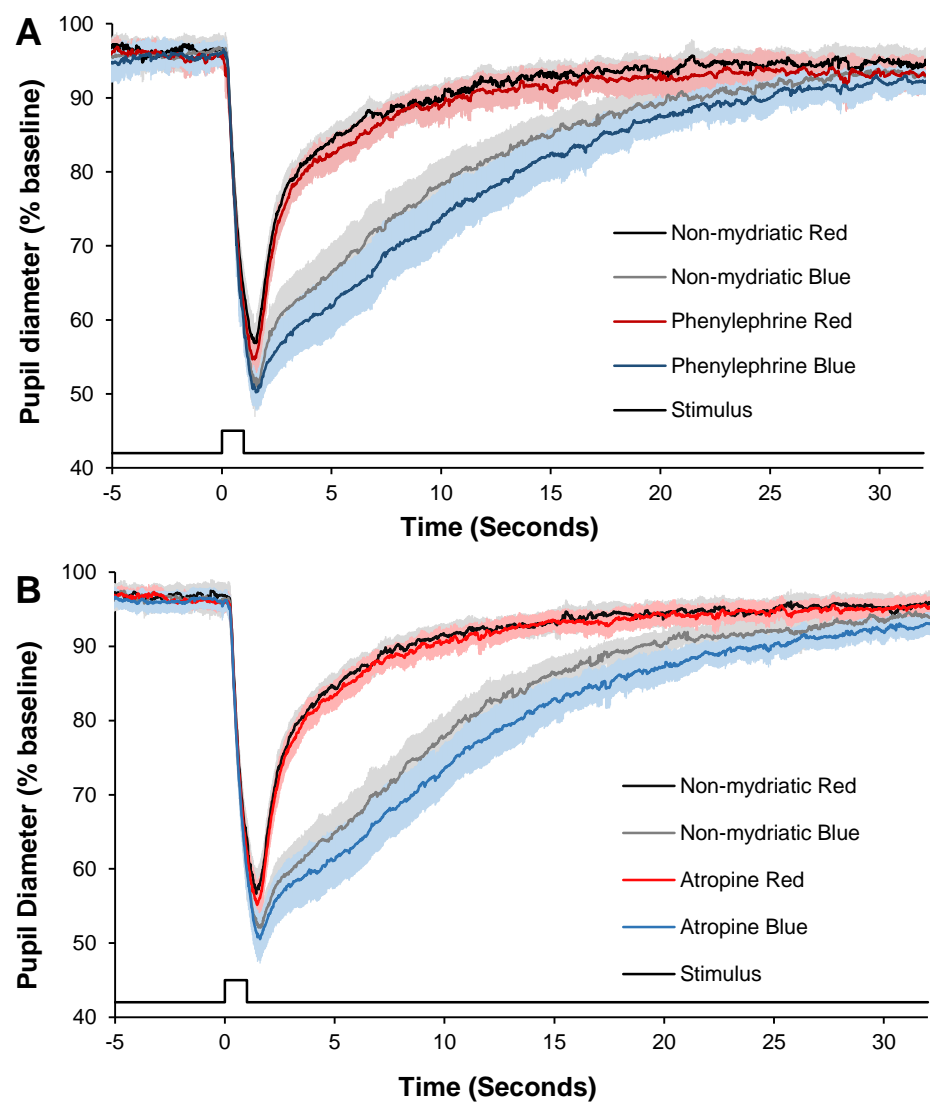 A
Pupil diameter (% baseline)
100
90
80
70
60
50
40
Non-mydriatic Red
Non-mydriatic Blue
Phenylephrine Red
Phenylephrine Blue
Stimulus
-5 0 5 10 15 20 25 30
Time (Seconds)
B
Pupil Diameter (% baseline)
100
90
80
70
60
50
40
Non-mydriatic Red
Non-mydriatic Blue
Atropine Red
Atropine Blue
Stimulus
-5 0 5 10 15 20 25 30
Time (Seconds)